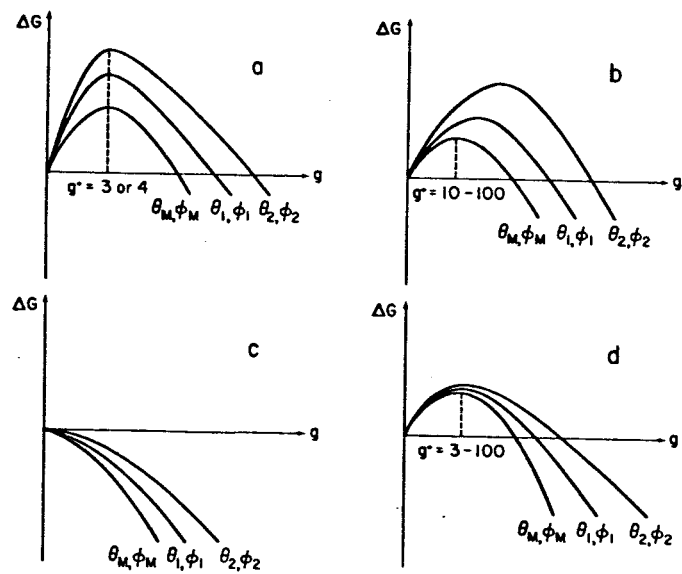 ΔG
a
g
g* = 3 or 4
θM,ϕM θ1,ϕ1 θ2,ϕ2
ΔG
b
g
g* = 10-100
θM,ϕM θ1,ϕ1 θ2,ϕ2
ΔG
c
g
θM,ϕM θ1,ϕ1 θ2,ϕ2
ΔG
d
g
g* = 3-100
θM,ϕM θ1,ϕ1 θ2,ϕ2